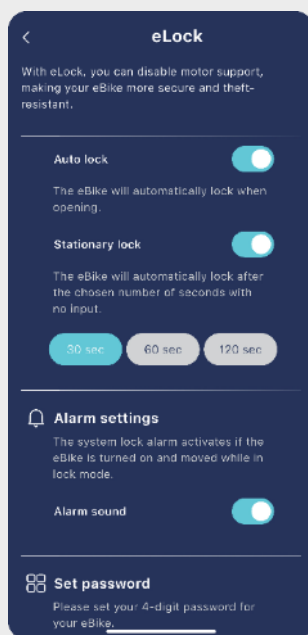 eLock
With eLock, you can disable motor support,
making your eBike more secure and theft-
resistant.
Auto lock
The eBike will automatically lock when
opening.
Stationary lock
The eBike will automatically lock after
the chosen number of seconds with
no input.
30 sec 60 sec 120 sec
Alarm settings
The system lock alarm activates if the
eBike is turned on and moved while in
lock mode.
Alarm sound
Set password
Please set your 4-digit password for
your eBike.